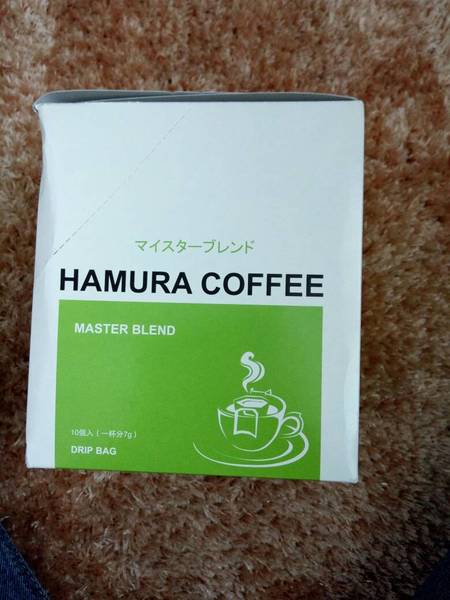 マイスターブレンド
HAMURA COFFEE
MASTER BLEND
10個入（一杯分7g）
DRIP BAG